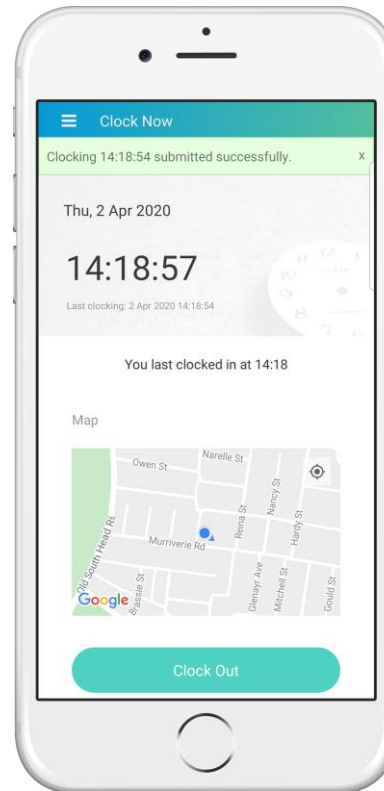 Clock Now
Clocking 14:18:54 submitted successfully.
x
Thu, 2 Apr 2020
14:18:57
Last clocking: 2 Apr 2020 14:18:54
You last clocked in at 14:18
Map
Narelle St
Owen St
Nancy St
Hardy St
Reina St
Old South Head Rd
Murriverie Rd
Brassie St
Glenayr Ave
Mitchell St
Gould St
Google
Clock Out